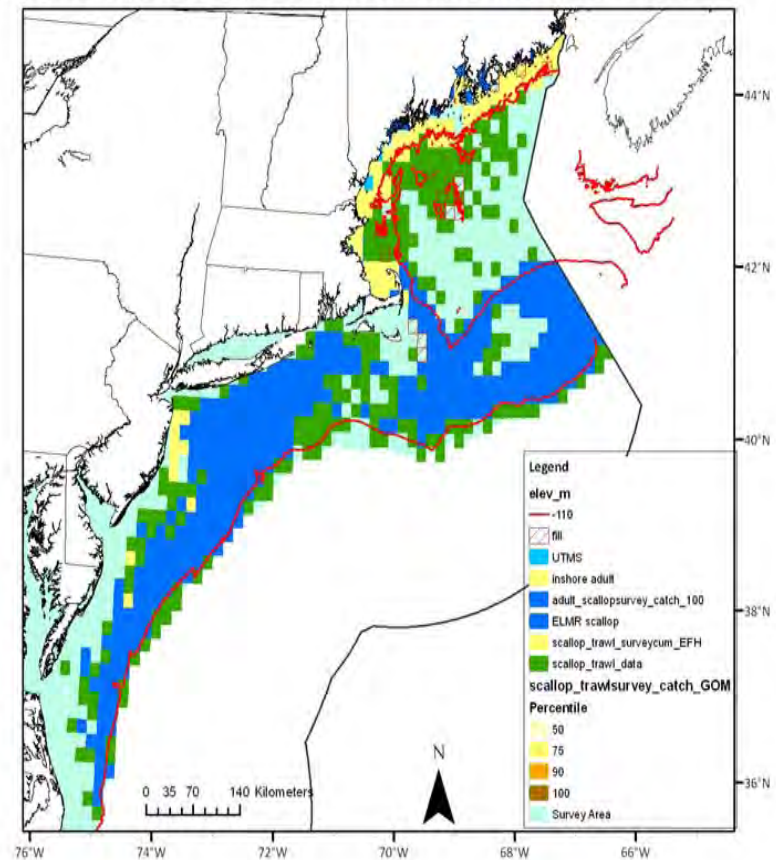 44°N
42°N
40°N
38°N
36°N
Legend
elev_m
-110
fill
UTMS
inshore adult
adult_scallopsurvey_catch_100
ELMR scallop
scallop_trawl_surveycum_EFH
scallop_trawl_data
scallop_trawlsurvey_catch_GOM
Percentile
50
75
90
100
Survey Area
N
0 35 70 140 Kilometers
76°W 74°W 72°W 70°W 68°W 66°W